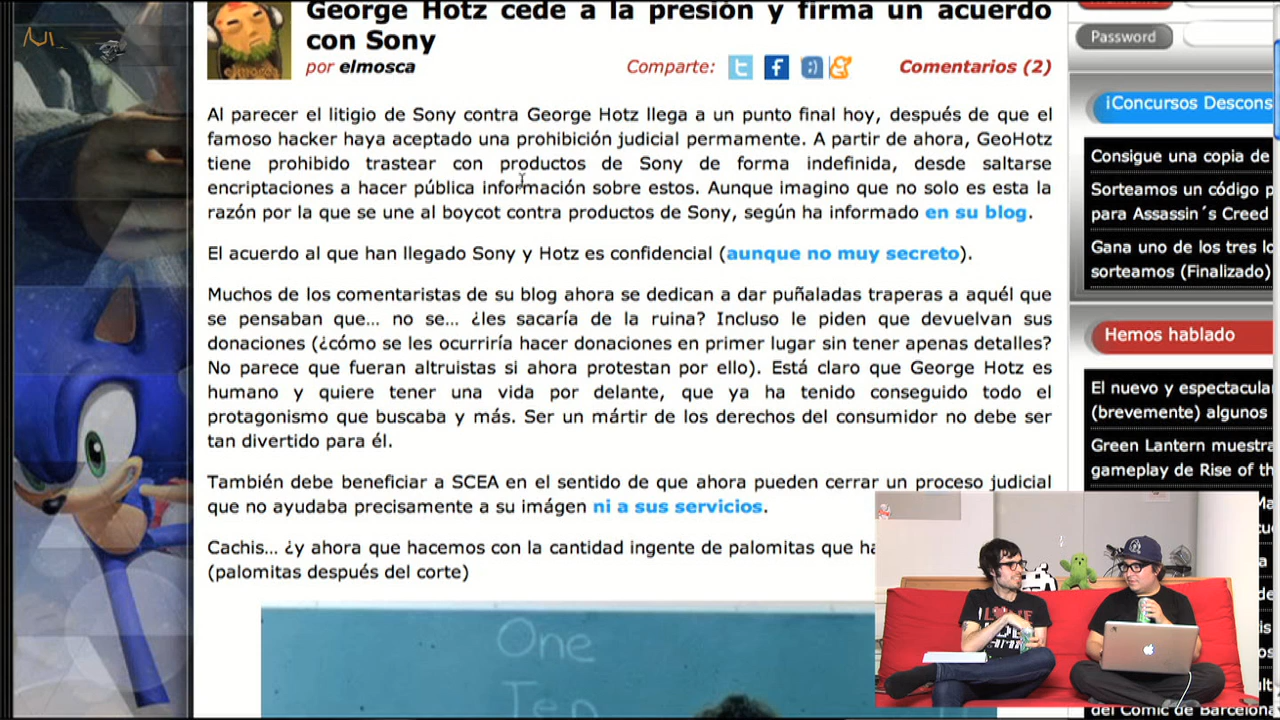 George Hotz cede a la presión y firma un acuerdo
con Sony
por elmosca
Comparte:
Comentarios (2)
Al parecer el litigio de Sony contra George Hotz llega a un punto final hoy, después de que el
famoso hacker haya aceptado una prohibición judicial permamente. A partir de ahora, GeoHotz
tiene prohibido trastear con productos de Sony de forma indefinida, desde saltarse
encriptaciones a hacer pública información sobre estos. Aunque imagino que no solo es esta la
razón por la que se une al boycot contra productos de Sony, según ha informado en su blog.
El acuerdo al que han llegado Sony y Hotz es confidencial (aunque no muy secreto).
Muchos de los comentaristas de su blog ahora se dedican a dar puñaladas traperas a aquél que
se pensaban que... no se... ¿les sacaría de la ruina? Incluso le piden que devuelvan sus
donaciones (¿cómo se les ocurriría hacer donaciones en primer lugar sin tener apenas detalles?
No parece que fueran altruistas si ahora protestan por ello). Está claro que George Hotz es
humano y quiere tener una vida por delante, que ya ha tenido conseguido todo el
protagonismo que buscaba y más. Ser un mártir de los derechos del consumidor no debe ser
tan divertido para él.
También debe beneficiar a SCEA en el sentido de que ahora pueden cerrar un proceso judicial
que no ayudaba precisamente a su imágen ni a sus servicios.
Cachis... ¿y ahora que hacemos con la cantidad ingente de palomitas que
(palomitas después del corte)
One
Ten
Password
¡Concursos Descons
Consigue una copia de
Sorteamos un código p
para Assassin´s Creed
Gana uno de los tres lo
sorteamos (Finalizado)
Hemos hablado
El nuevo y espectacular
(brevemente) algunos
Green Lantern muestra
gameplay de Rise of th
del Cómic de Barcelona